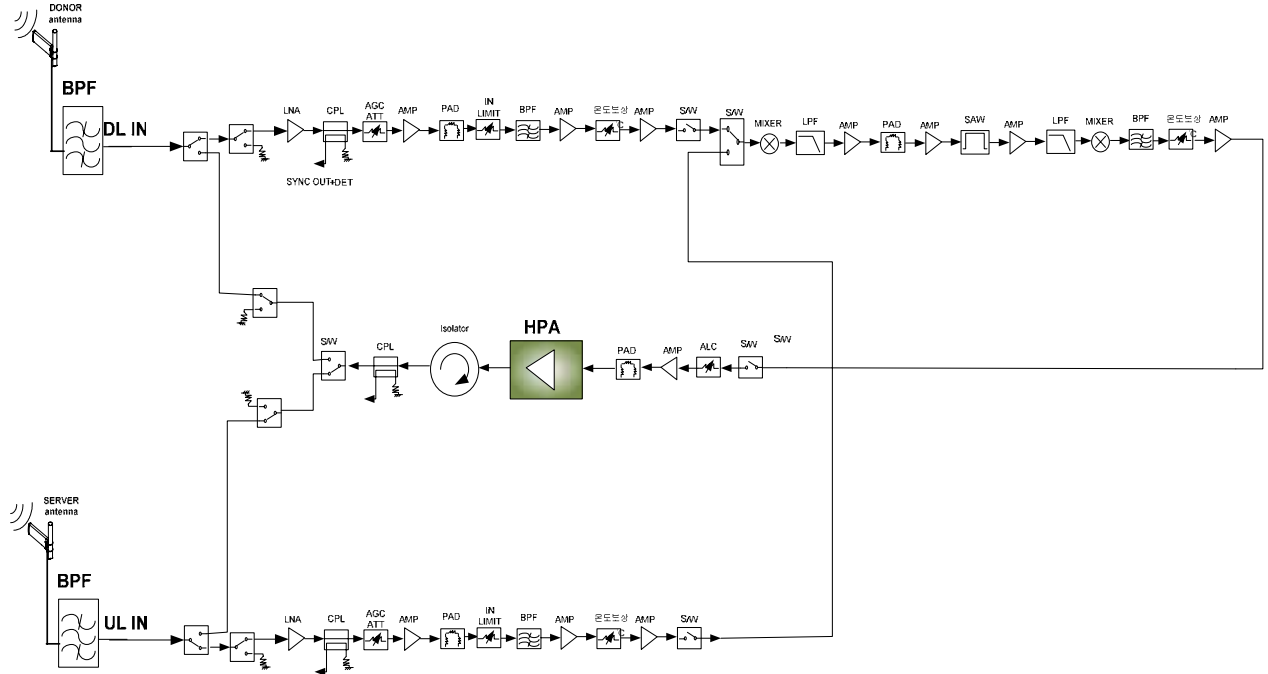 DONOR
antenna
BPF
DL IN
LNA
CPL
AGC
ATT
AMP
PAD
IN
LIMIT
BPF
AMP
온도보상
C
AMP
S/W
S/W
MIXER
LPF
AMP
PAD
AMP
SAW
AMP
LPF
MIXER
BPF
온도보상
C
AMP
SYNC OUT+DET
S/W
CPL
Isolator
HPA
PAD
AMP
ALC
S/W
S/W
SERVER
antenna
BPF
UL IN
LNA
CPL
AGC
ATT
AMP
PAD
IN
LIMIT
BPF
AMP
온도보상
C
AMP
S/W